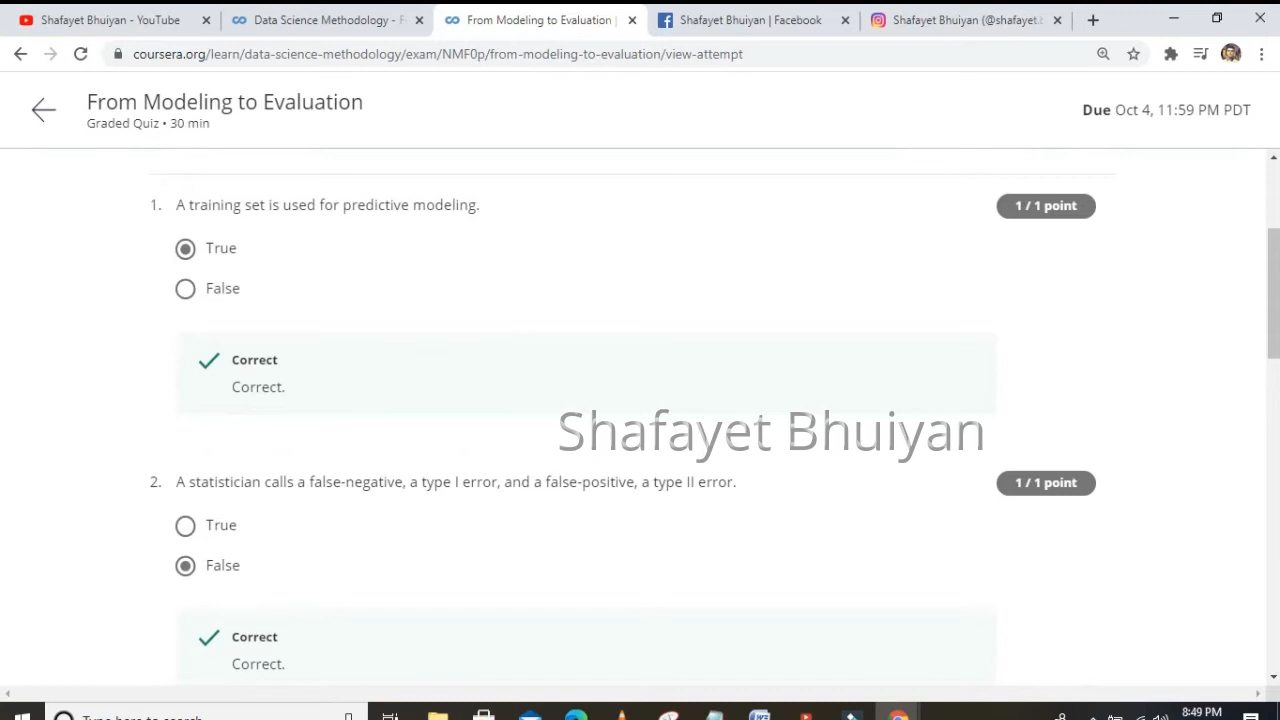 Shafayet Bhuiyan - YouTube
Data Science Methodology - F
From Modeling to Evaluation
Shafayet Bhuiyan | Facebook
Shafayet Bhuiyan (@shafayet.b
coursera.org/learn/data-science-methodology/exam/NMF0p/from-modeling-to-evaluation/view-attempt
From Modeling to Evaluation
Graded Quiz • 30 min
Due Oct 4, 11:59 PM PDT
1. A training set is used for predictive modeling.
1 / 1 point
True
False
Correct
Correct.
Shafayet Bhuiyan
2. A statistician calls a false-negative, a type I error, and a false-positive, a type II error.
1 / 1 point
True
False
Correct
Correct.
Type here to search
8:49 PM